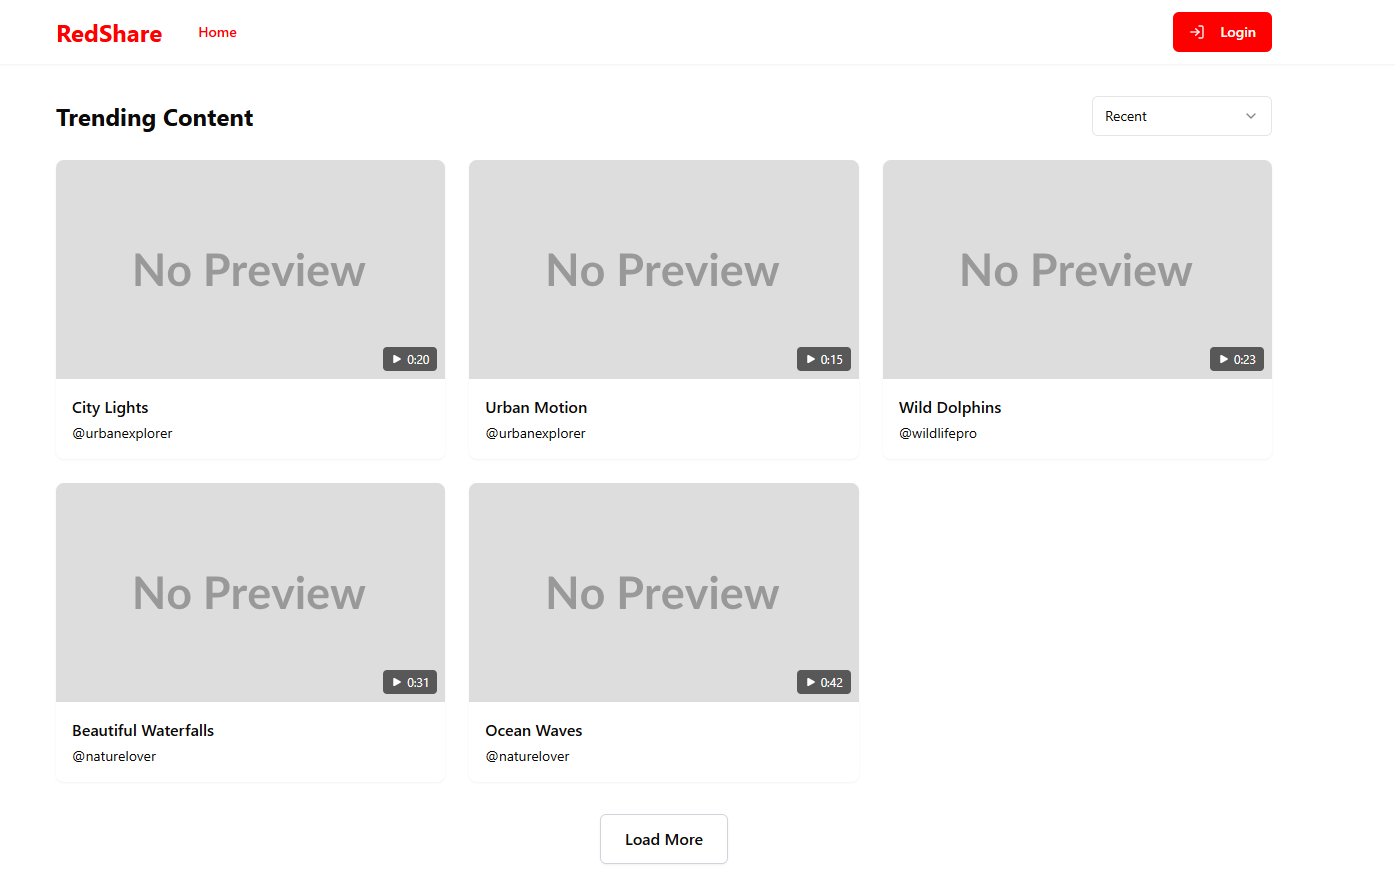 RedShare
Home
Login
Trending Content
Recent
No Preview
0:20
City Lights
@urbanexplorer
No Preview
0:15
Urban Motion
@urbanexplorer
No Preview
0:23
Wild Dolphins
@wildlifepro
No Preview
0:31
Beautiful Waterfalls
@naturelover
No Preview
0:42
Ocean Waves
@naturelover
Load More